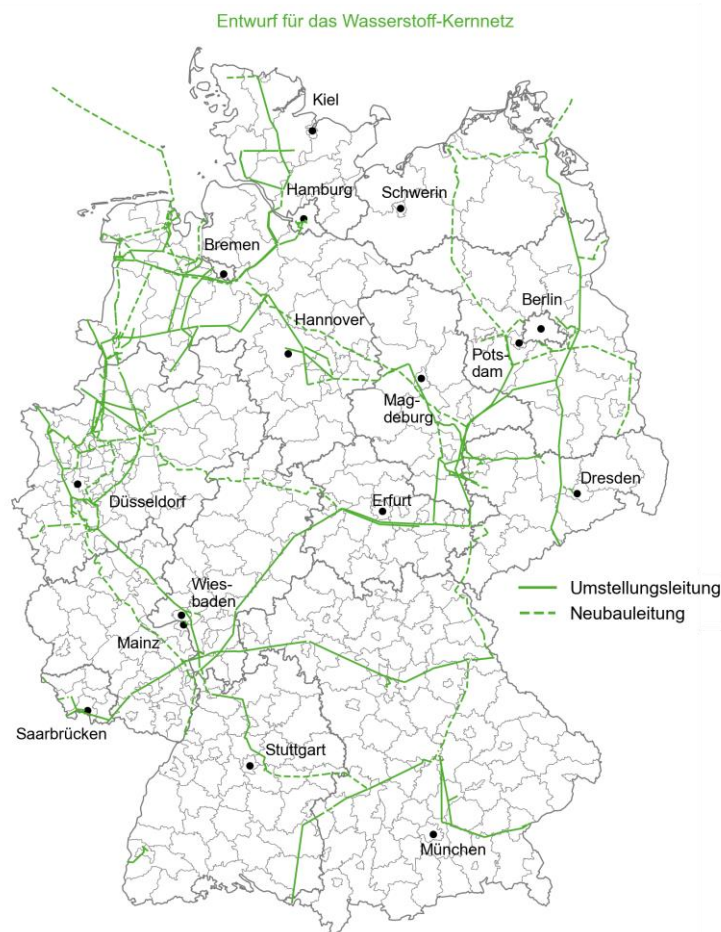 Entwurf für das Wasserstoff-Kernnetz
Kiel
Hamburg
Schwerin
Bremen
Hannover
Berlin
Pots-
dam
Mag-
deburg
Düsseldorf
Erfurt
Dresden
Wies-
baden
Umstellungsleitung
Neubauleitung
Mainz
Saarbrücken
Stuttgart
München